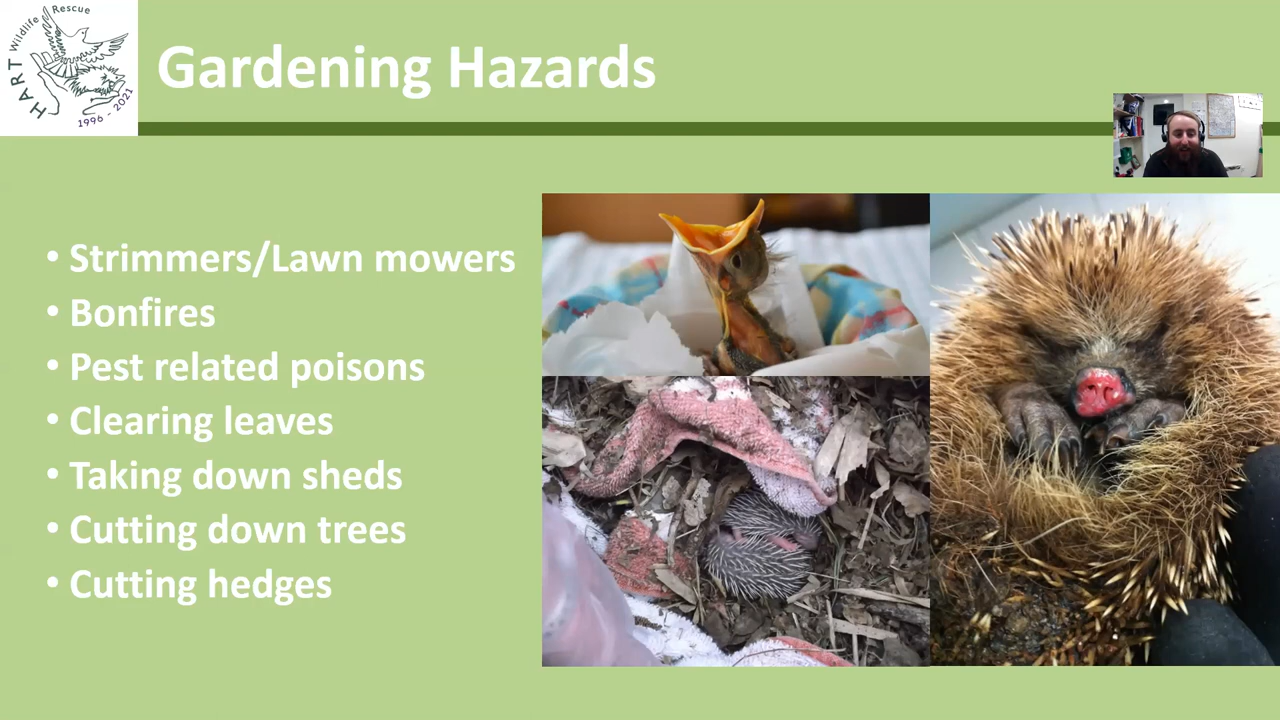 HART Wildlife Rescue
1996 - 2021
Gardening Hazards
• Strimmers/Lawn mowers
• Bonfires
• Pest related poisons
• Clearing leaves
• Taking down sheds
• Cutting down trees
• Cutting hedges